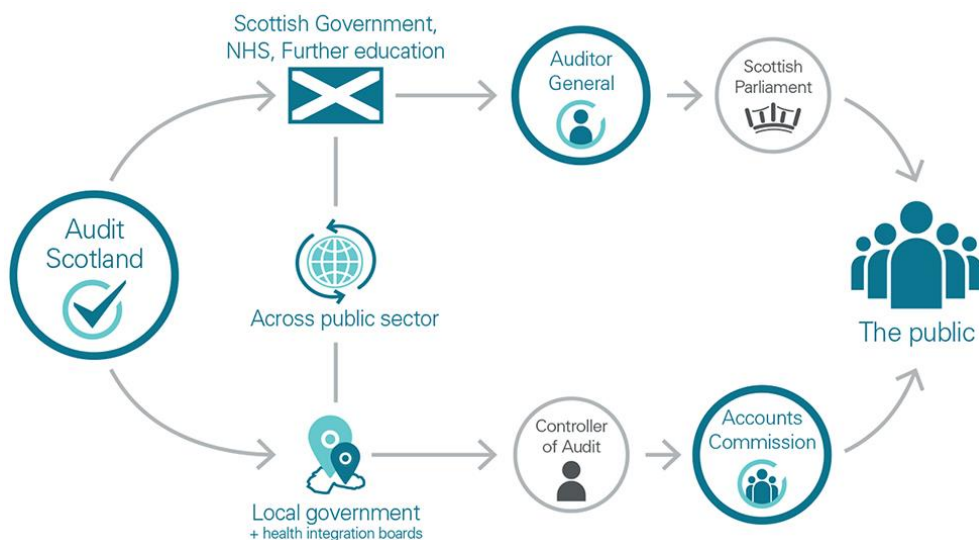 Scottish Government,
NHS, Further education
Auditor
General
Scottish
Parliament
Audit
Scotland
Across public sector
The public
Local government
+ health integration boards
Controller
of Audit
Accounts
Commission